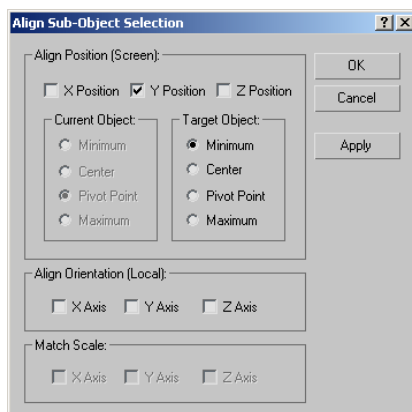 Align Sub-Object Selection
Align Position (Screen):
X Position Y Position Z Position
Current Object:
Minimum
Center
Pivot Point
Maximum
Target Object:
Minimum
Center
Pivot Point
Maximum
OK
Cancel
Apply
Align Orientation (Local):
X Axis Y Axis Z Axis
Match Scale:
X Axis Y Axis Z Axis